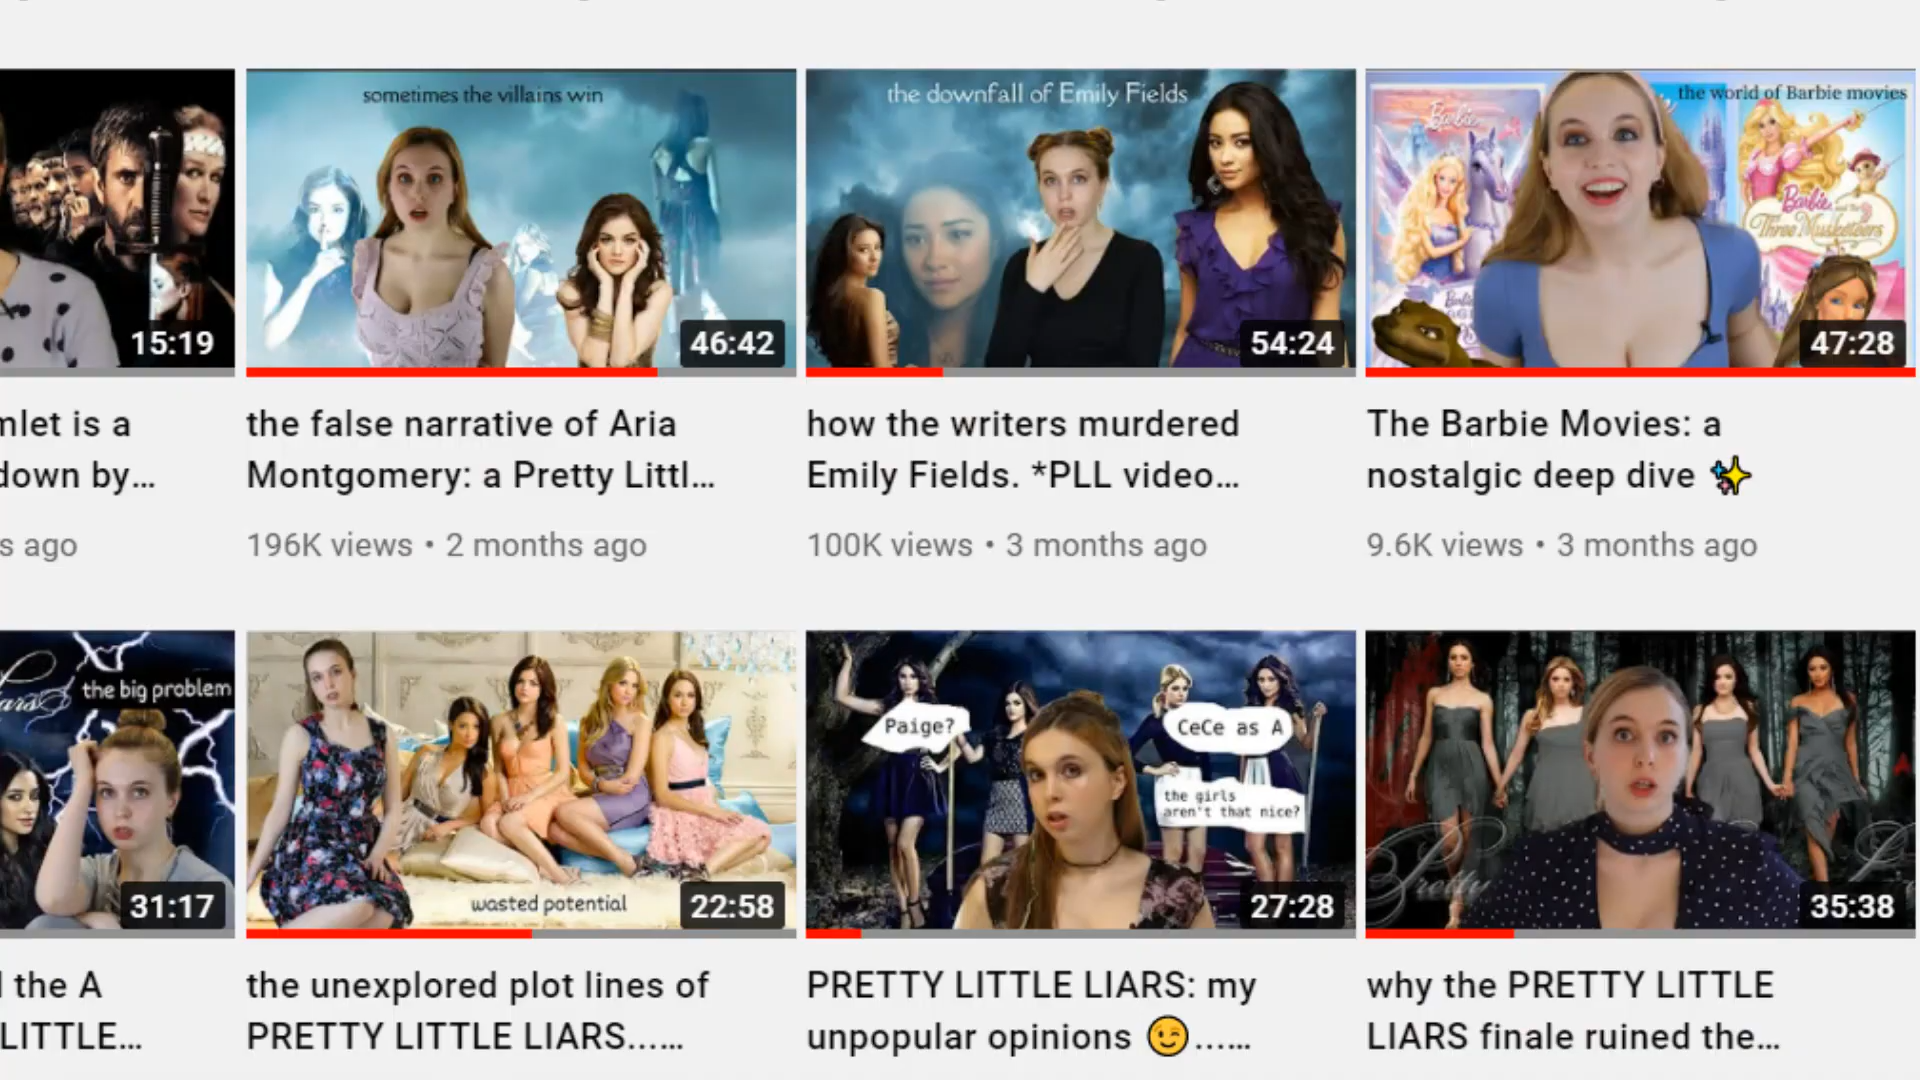 sometimes the villains win
the downfall of Emily Fields
the world of Barbie movies
Barbie
Barbie
Three Musketeers
15:19
46:42
54:24
47:28
mlet is a
down by...
s ago
the false narrative of Aria
Montgomery: a Pretty Littl...
196K views • 2 months ago
how the writers murdered
Emily Fields. *PLL video...
100K views • 3 months ago
The Barbie Movies: a
nostalgic deep dive ✨
9.6K views • 3 months ago
the big problem
31:17
wasted potential
22:58
Paige?
CeCe as A
the girls
aren't that nice?
27:28
Pretty
35:38
the A
LITTLE...
the unexplored plot lines of
PRETTY LITTLE LIARS......
PRETTY LITTLE LIARS: my
unpopular opinions 😉......
why the PRETTY LITTLE
LIARS finale ruined the...